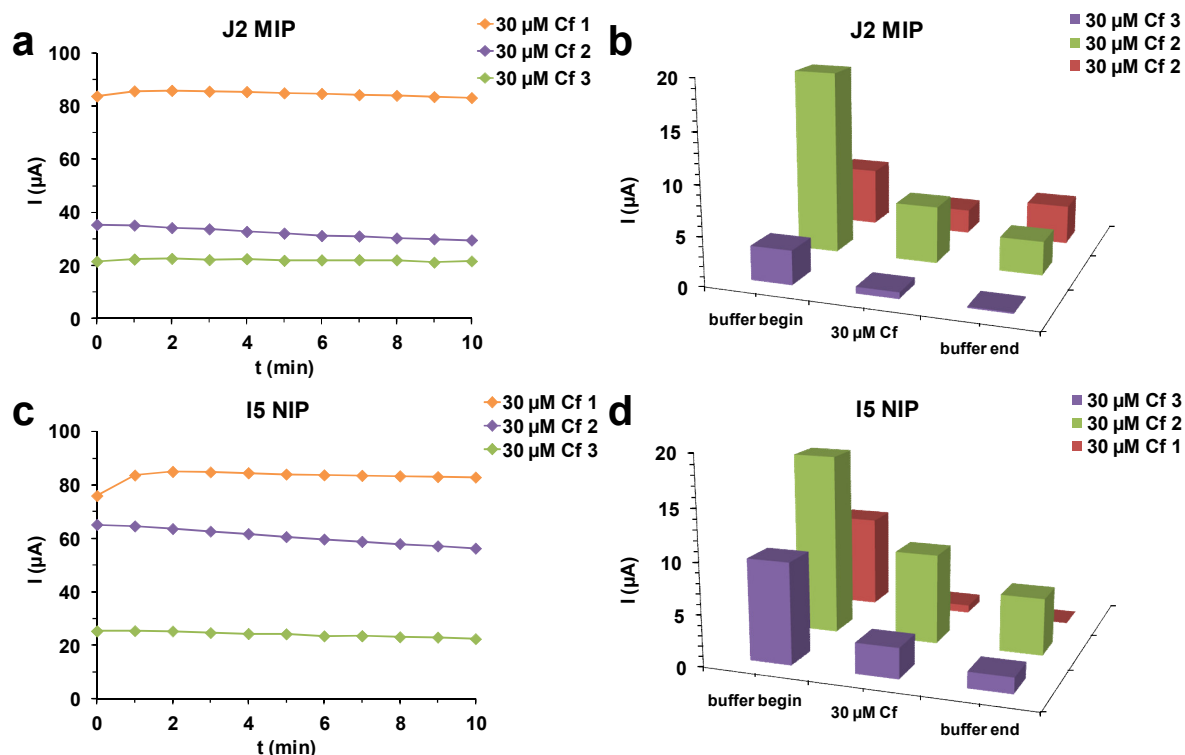 a
J2 MIP
30 µM Cf 1
30 µM Cf 2
30 µM Cf 3
100
80
60
40
20
0
I (µA)
0 2 4 6 8 10
t (min)
b
J2 MIP
30 µM Cf 3
30 µM Cf 2
30 µM Cf 2
20
15
10
5
0
I (µA)
buffer begin
30 µM Cf
buffer end
c
I5 NIP
30 µM Cf 1
30 µM Cf 2
30 µM Cf 3
100
80
60
40
20
0
I (µA)
0 2 4 6 8 10
t (min)
d
I5 NIP
30 µM Cf 3
30 µM Cf 2
30 µM Cf 1
20
15
10
5
0
I (µA)
buffer begin
30 µM Cf
buffer end